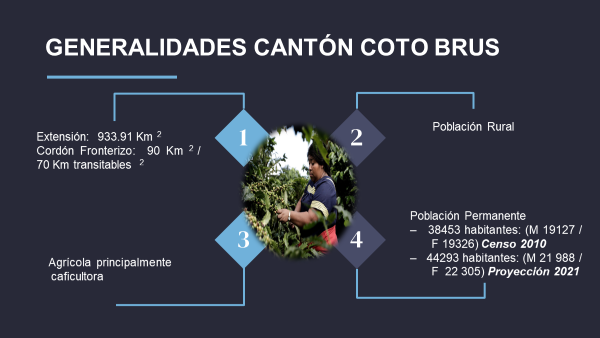 GENERALIDADES CANTÓN COTO BRUS
1
Extensión: 933.91 Km ²
Cordón Fronterizo: 90 Km ² /
70 Km transitables ²
2
Población Rural
3
Agrícola principalmente
caficultora
4
Población Permanente
– 38453 habitantes: (M 19127 /
F 19326) Censo 2010
– 44293 habitantes: (M 21 988 /
F 22 305) Proyección 2021